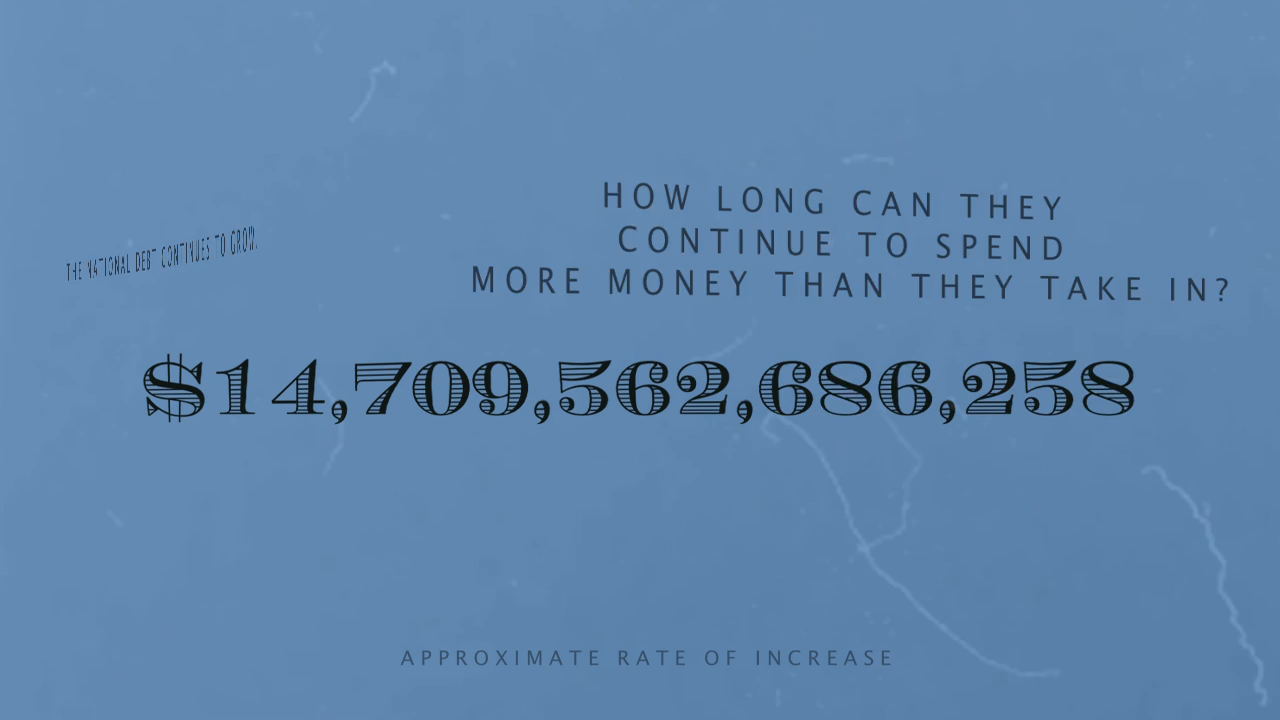 THE NATIONAL DEBT CONTINUES TO GROW.
HOW LONG CAN THEY
CONTINUE TO SPEND
MORE MONEY THAN THEY TAKE IN?
$14,709,562,686,258
APPROXIMATE RATE OF INCREASE